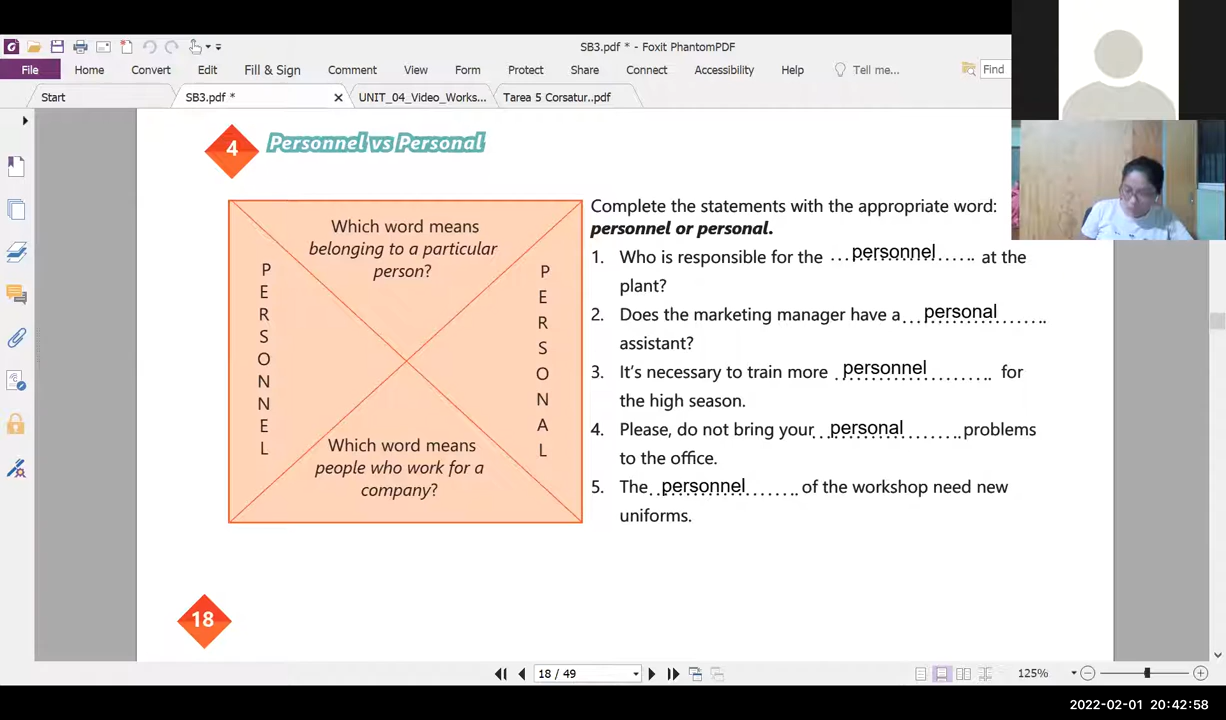 SB3.pdf * - Foxit PhantomPDF
File Home Convert Edit Fill & Sign Comment View Form Protect Share Connect Accessibility Help Tell me... Find
Start SB3.pdf * UNIT_04_Video_Works... Tarea 5 Corsatur..pdf
4 Personnel vs Personal
Which word means
belonging to a particular
person?
PERSONNEL
PERSONAL
Which word means
people who work for a
company?
Complete the statements with the appropriate word:
personnel or personal.
1. Who is responsible for the ...personnel........ at the
plant?
2. Does the marketing manager have a...personal........
assistant?
3. It's necessary to train more ...personnel........ for
the high season.
4. Please, do not bring your...personal........problems
to the office.
5. The...personnel........ of the workshop need new
uniforms.
18
18 / 49
125%
2022-02-01 20:42:58